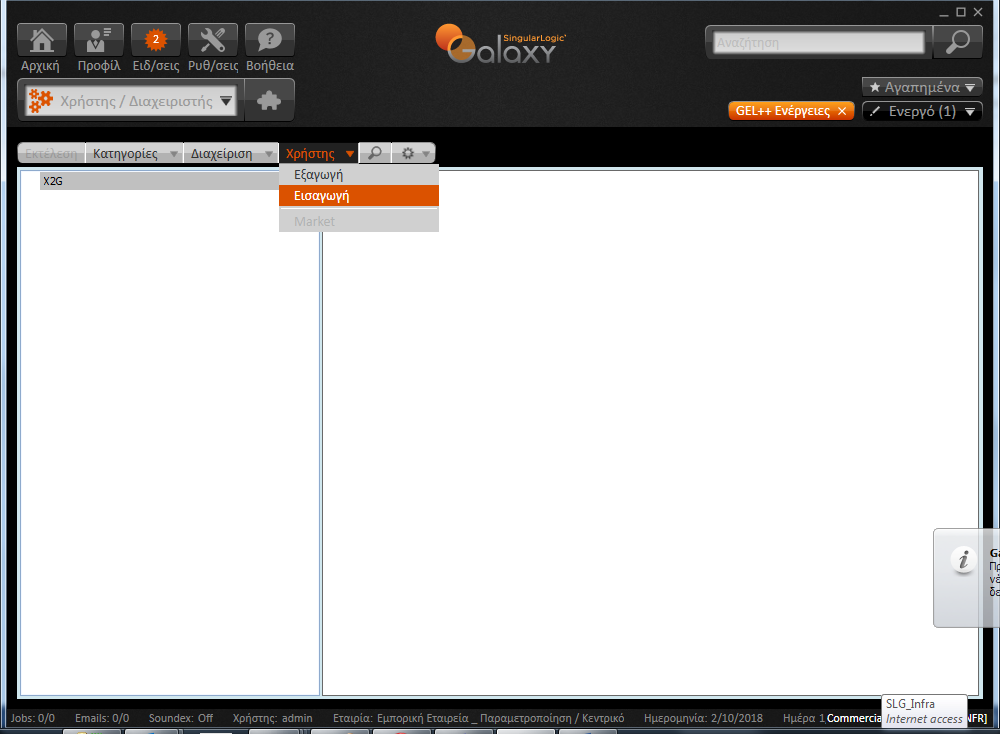 SingularLogic
Galaxy
2
Αρχική Προφίλ Ειδ/σεις Ρυθ/σεις Βοήθεια
Αναζήτηση
Χρήστης / Διαχειριστής
Αγαπημένα
GEL++ Ενέργειες
Ενεργό (1)
Εκτέλεση Κατηγορίες Διαχείριση Χρήστης
X2G
Εξαγωγή
Εισαγωγή
Market
Ga
Πρ
νέ
δε
SLG_Infra
Internet access
Jobs: 0/0 Emails: 0/0 Soundex: Off Χρήστης: admin Εταιρία: Εμπορική Εταιρεία _ Παραμετροποίηση / Κεντρικό Ημερομηνία: 2/10/2018 Ημέρα 1, Commercia NFR]